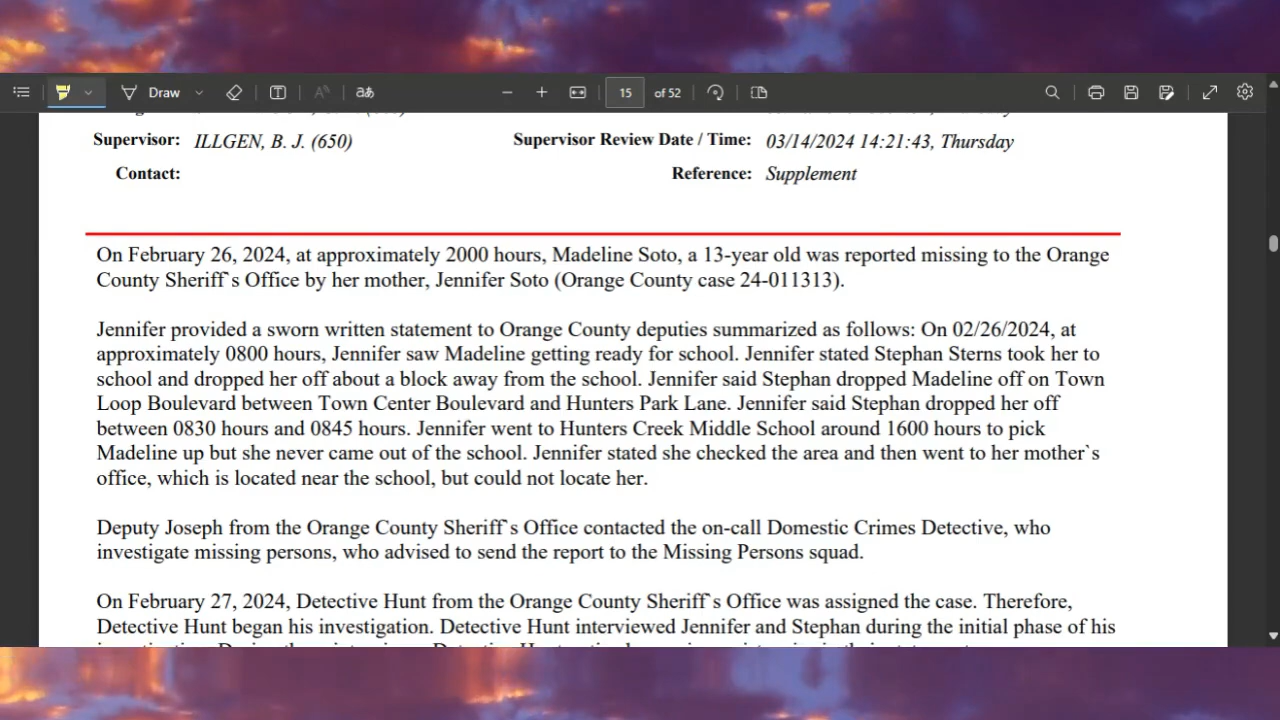 Draw
15 of 52
Supervisor: ILLGEN, B. J. (650) Supervisor Review Date / Time: 03/14/2024 14:21:43, Thursday
Contact: Reference: Supplement
On February 26, 2024, at approximately 2000 hours, Madeline Soto, a 13-year old was reported missing to the Orange
County Sheriff`s Office by her mother, Jennifer Soto (Orange County case 24-011313).
Jennifer provided a sworn written statement to Orange County deputies summarized as follows: On 02/26/2024, at
approximately 0800 hours, Jennifer saw Madeline getting ready for school. Jennifer stated Stephan Sterns took her to
school and dropped her off about a block away from the school. Jennifer said Stephan dropped Madeline off on Town
Loop Boulevard between Town Center Boulevard and Hunters Park Lane. Jennifer said Stephan dropped her off
between 0830 hours and 0845 hours. Jennifer went to Hunters Creek Middle School around 1600 hours to pick
Madeline up but she never came out of the school. Jennifer stated she checked the area and then went to her mother`s
office, which is located near the school, but could not locate her.
Deputy Joseph from the Orange County Sheriff`s Office contacted the on-call Domestic Crimes Detective, who
investigate missing persons, who advised to send the report to the Missing Persons squad.
On February 27, 2024, Detective Hunt from the Orange County Sheriff`s Office was assigned the case. Therefore,
Detective Hunt began his investigation. Detective Hunt interviewed Jennifer and Stephan during the initial phase of his